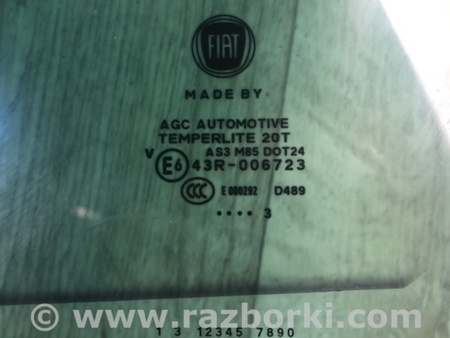 FIAT
MADE BY
AGC AUTOMOTIVE
TEMPERLITE 20T
AS3 M85 DOT24
V E6 43R-006723
CCC E 000292 D489
•••• 3
© www.razborki.com
1 3 12345 7890